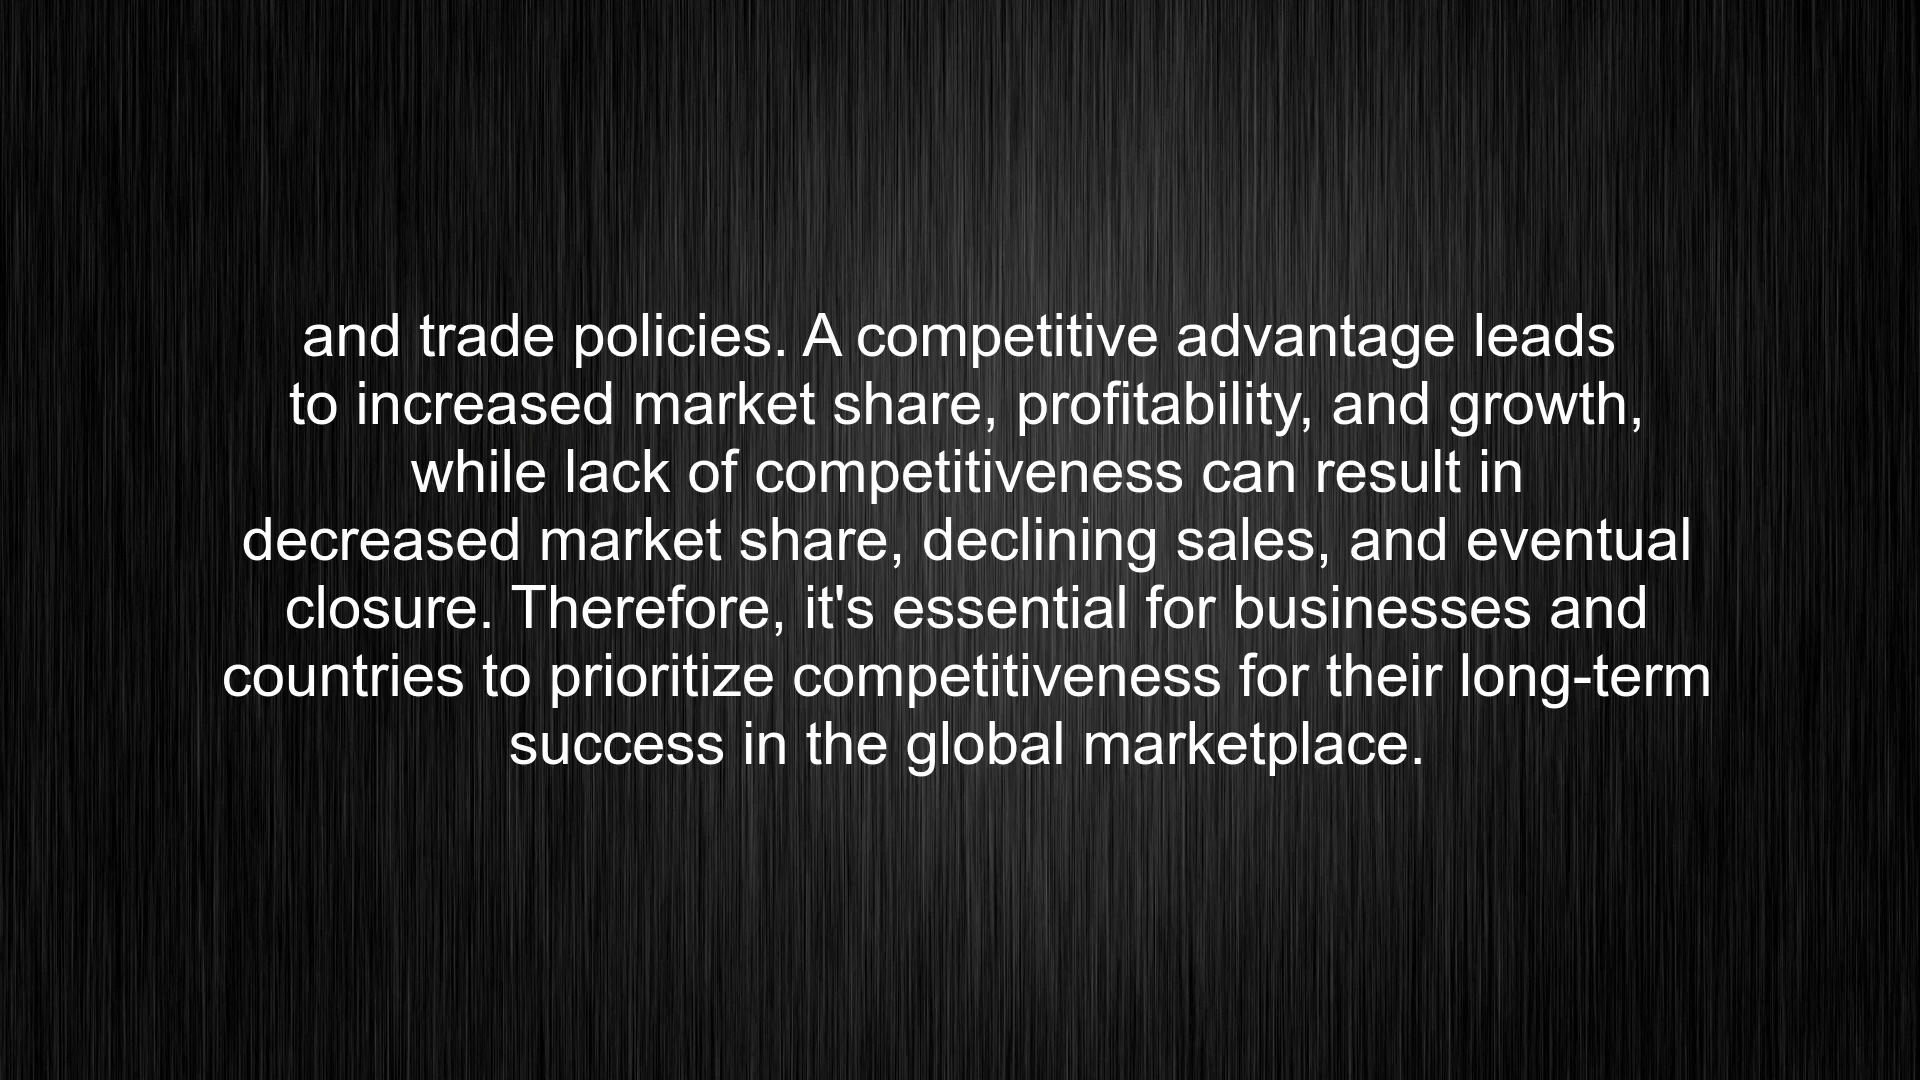 and trade policies. A competitive advantage leads
to increased market share, profitability, and growth,
while lack of competitiveness can result in
decreased market share, declining sales, and eventual
closure. Therefore, it's essential for businesses and
countries to prioritize competitiveness for their long-term
success in the global marketplace.